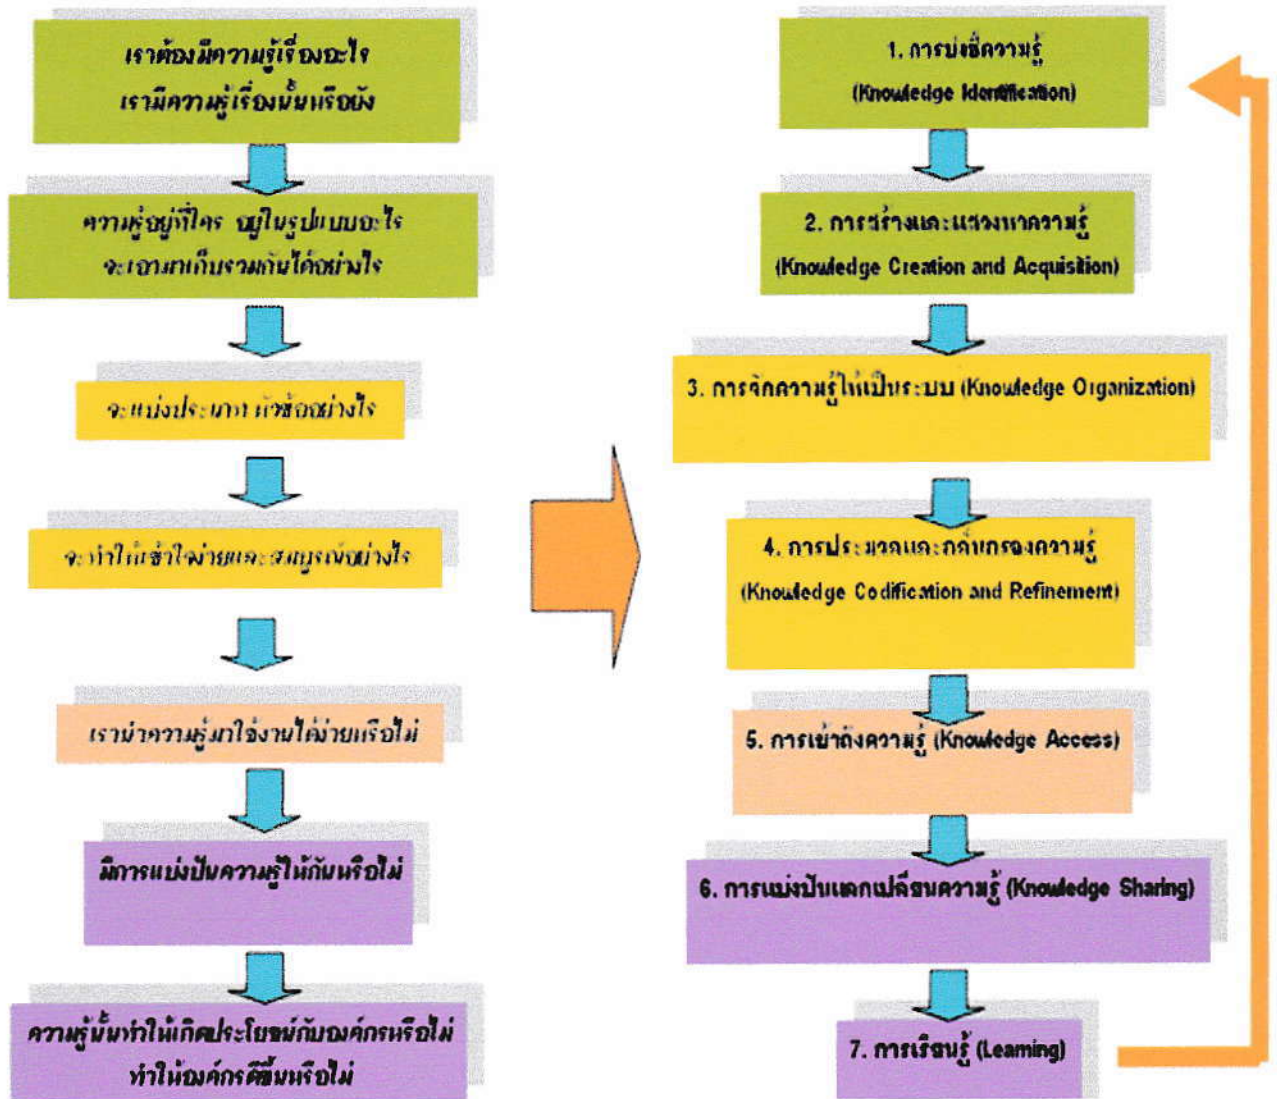 เราต้องมีความรู้เรื่องอะไร
เรามีความรู้เรื่องนั้นหรือยัง
ความรู้อยู่ที่ใคร อยู่ในรูปแบบอะไร
จะเอามาเก็บรวมกันได้อย่างไร
จะแบ่งประเภท หัวข้ออย่างไร
จะทำให้เข้าใจง่ายและสมบูรณ์อย่างไร
เรานำความรู้มาใช้งานได้ง่ายหรือไม่
มีการแบ่งปันความรู้ให้กันหรือไม่
ความรู้นั้นทำให้เกิดประโยชน์กับองค์กรหรือไม่
ทำให้องค์กรดีขึ้นหรือไม่
1. การบ่งชี้ความรู้
(Knowledge Identification)
2. การสร้างและแสวงหาความรู้
(Knowledge Creation and Acquisition)
3. การจัดความรู้ให้เป็นระบบ (Knowledge Organization)
4. การประมวลและกลั่นกรองความรู้
(Knowledge Codification and Refinement)
5. การเข้าถึงความรู้ (Knowledge Access)
6. การแบ่งปันแลกเปลี่ยนความรู้ (Knowledge Sharing)
7. การเรียนรู้ (Learning)